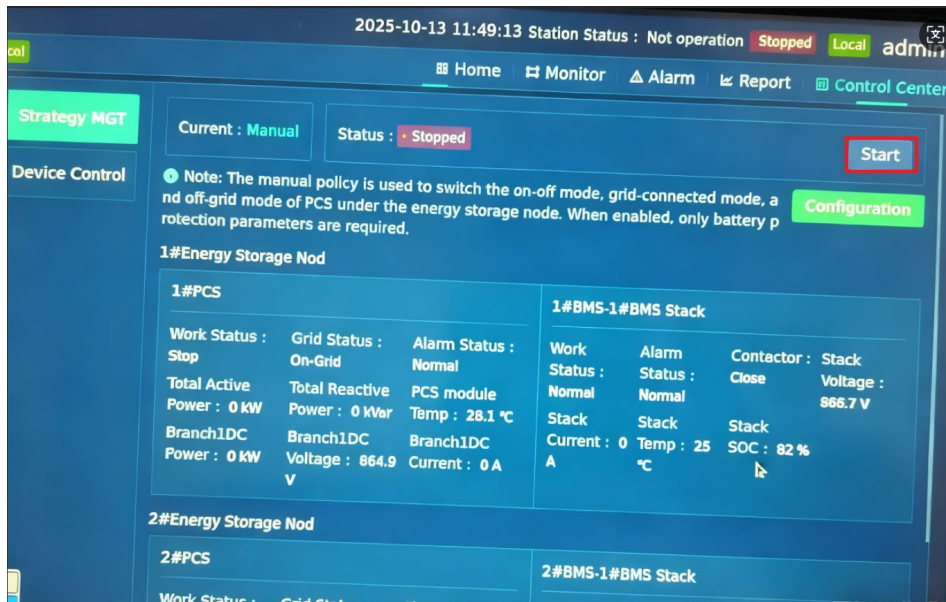 2025-10-13 11:49:13 Station Status : Not operation Stopped Local admin
Home Monitor Alarm Report Control Center
Strategy MGT
Device Control
Current : Manual Status : Stopped
Start
Note: The manual policy is used to switch the on-off mode, grid-connected mode, a
nd off-grid mode of PCS under the energy storage node. When enabled, only battery p
rotection parameters are required.
Configuration
1#Energy Storage Nod
1#PCS
Work Status : Grid Status : Alarm Status :
Stop On-Grid Normal
Total Active Total Reactive PCS module
Power : 0 kW Power : 0 kVar Temp : 28.1 ℃
Branch1DC Branch1DC Branch1DC
Power : 0 kW Voltage : 864.9 Current : 0 A
V
1#BMS-1#BMS Stack
Work Alarm Contactor : Stack
Status : Status : Close Voltage :
Normal Normal 866.7 V
Stack Stack Stack
Current : 0 Temp : 25 SOC : 82 %
A ℃
2#Energy Storage Nod
2#PCS
2#BMS-1#BMS Stack
Work Status :